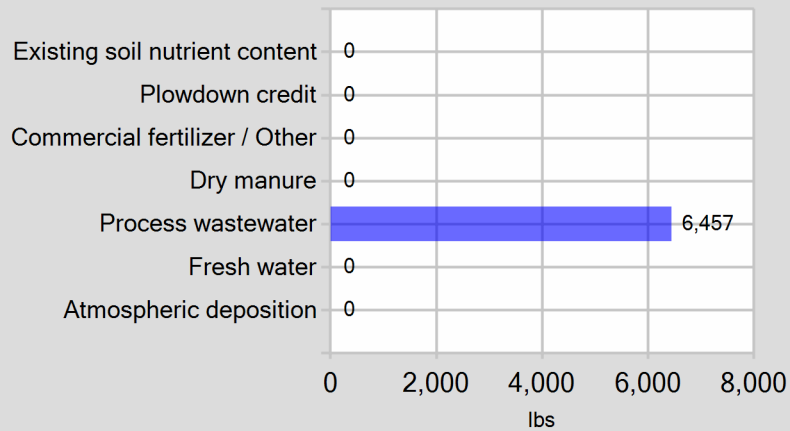 Existing soil nutrient content 0
Plowdown credit 0
Commercial fertilizer / Other 0
Dry manure 0
Process wastewater 6,457
Fresh water 0
Atmospheric deposition 0
0 2,000 4,000 6,000 8,000
lbs